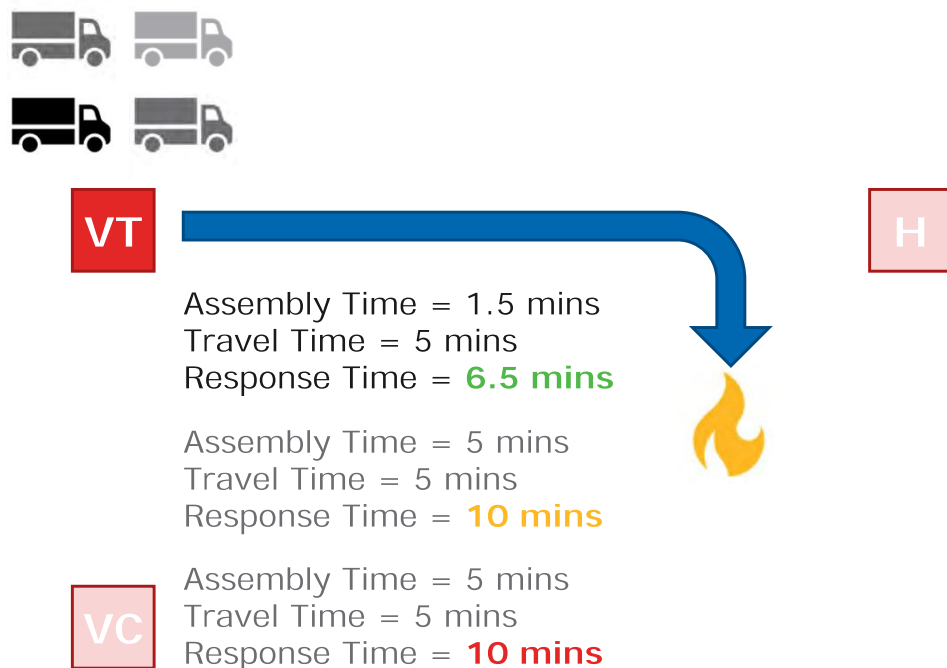 VT
H
Assembly Time = 1.5 mins
Travel Time = 5 mins
Response Time = 6.5 mins
Assembly Time = 5 mins
Travel Time = 5 mins
Response Time = 10 mins
VC
Assembly Time = 5 mins
Travel Time = 5 mins
Response Time = 10 mins